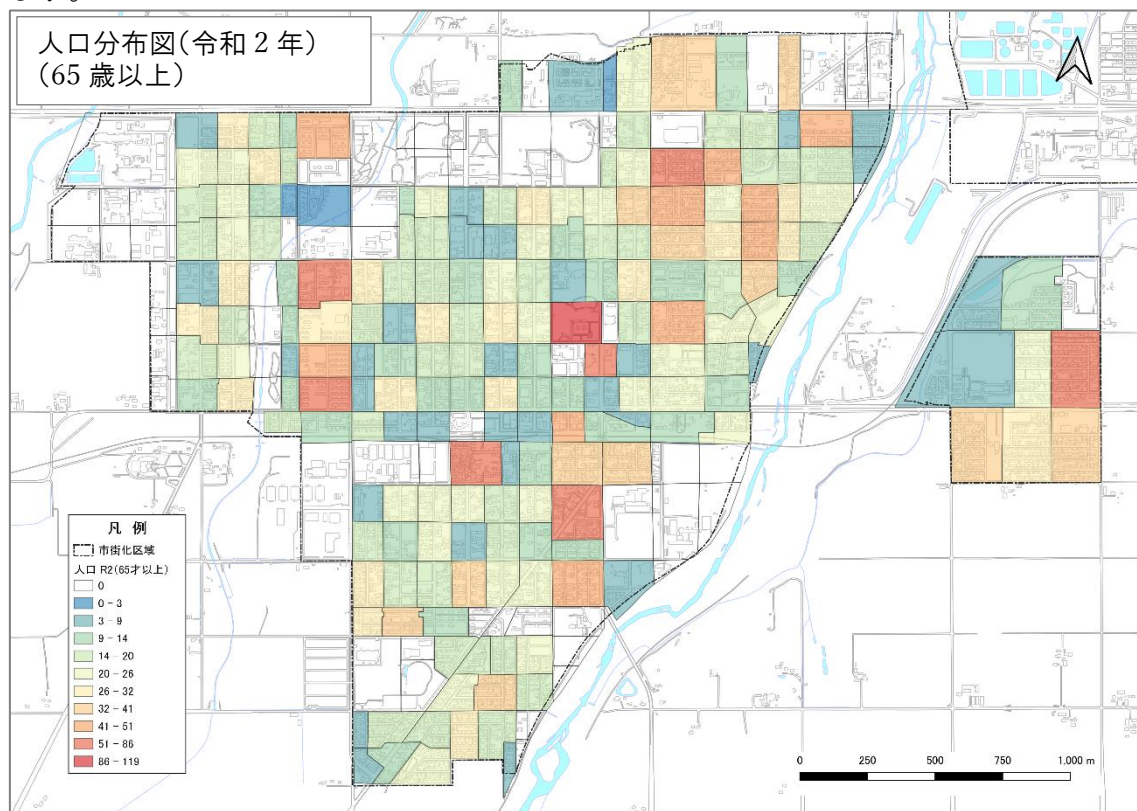 人口分布図(令和２年)
(65 歳以上)
凡 例
市街化区域
人口 R2(65才以上)
0
0 - 3
3 - 9
9 - 14
14 - 20
20 - 26
26 - 32
32 - 41
41 - 51
51 - 86
86 - 119
0 250 500 750 1,000 m